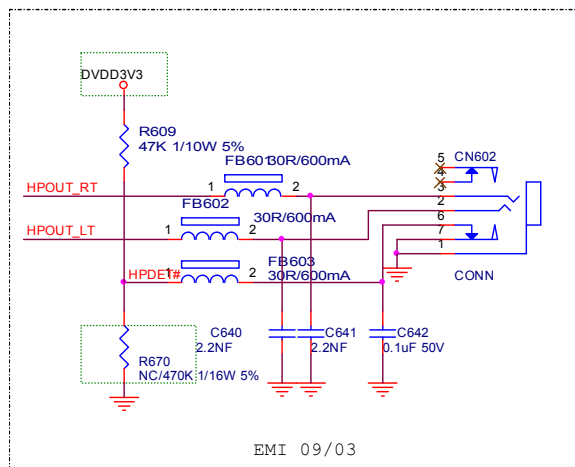 DVDD3V3
R609
47K 1/10W 5%
FB601 30R/600mA
5
CN602
4
HPOUT_RT
1
2
3
FB602
30R/600mA
2
HPOUT_LT
1
2
6
7
FB603
1
HPDET#
1
2
30R/600mA
CONN
C640
C641
C642
R670
2.2NF
2.2NF
0.1uF 50V
NC/470K 1/16W 5%
EMI 09/03